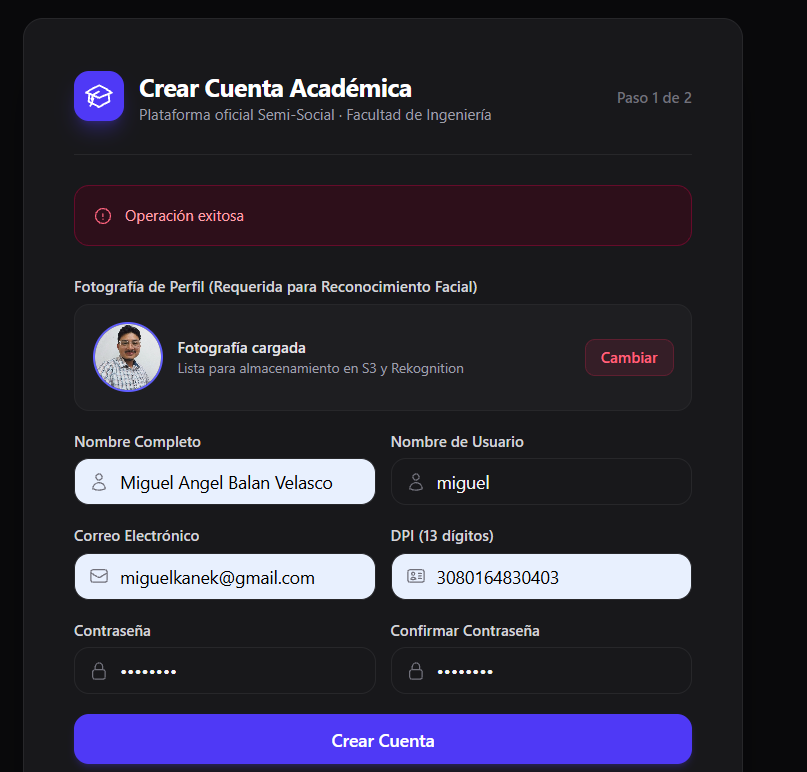 Crear Cuenta Académica
Plataforma oficial Semi-Social · Facultad de Ingeniería
Paso 1 de 2
Operación exitosa
Fotografía de Perfil (Requerida para Reconocimiento Facial)
Fotografía cargada
Lista para almacenamiento en S3 y Rekognition
Cambiar
Nombre Completo
Miguel Angel Balan Velasco
Nombre de Usuario
miguel
Correo Electrónico
miguelkanek@gmail.com
DPI (13 dígitos)
3080164830403
Contraseña
••••••••
Confirmar Contraseña
••••••••
Crear Cuenta